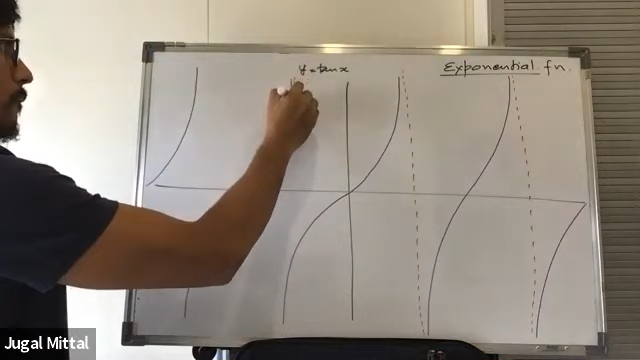 y = tan x
Exponential fn.
Jugal Mittal